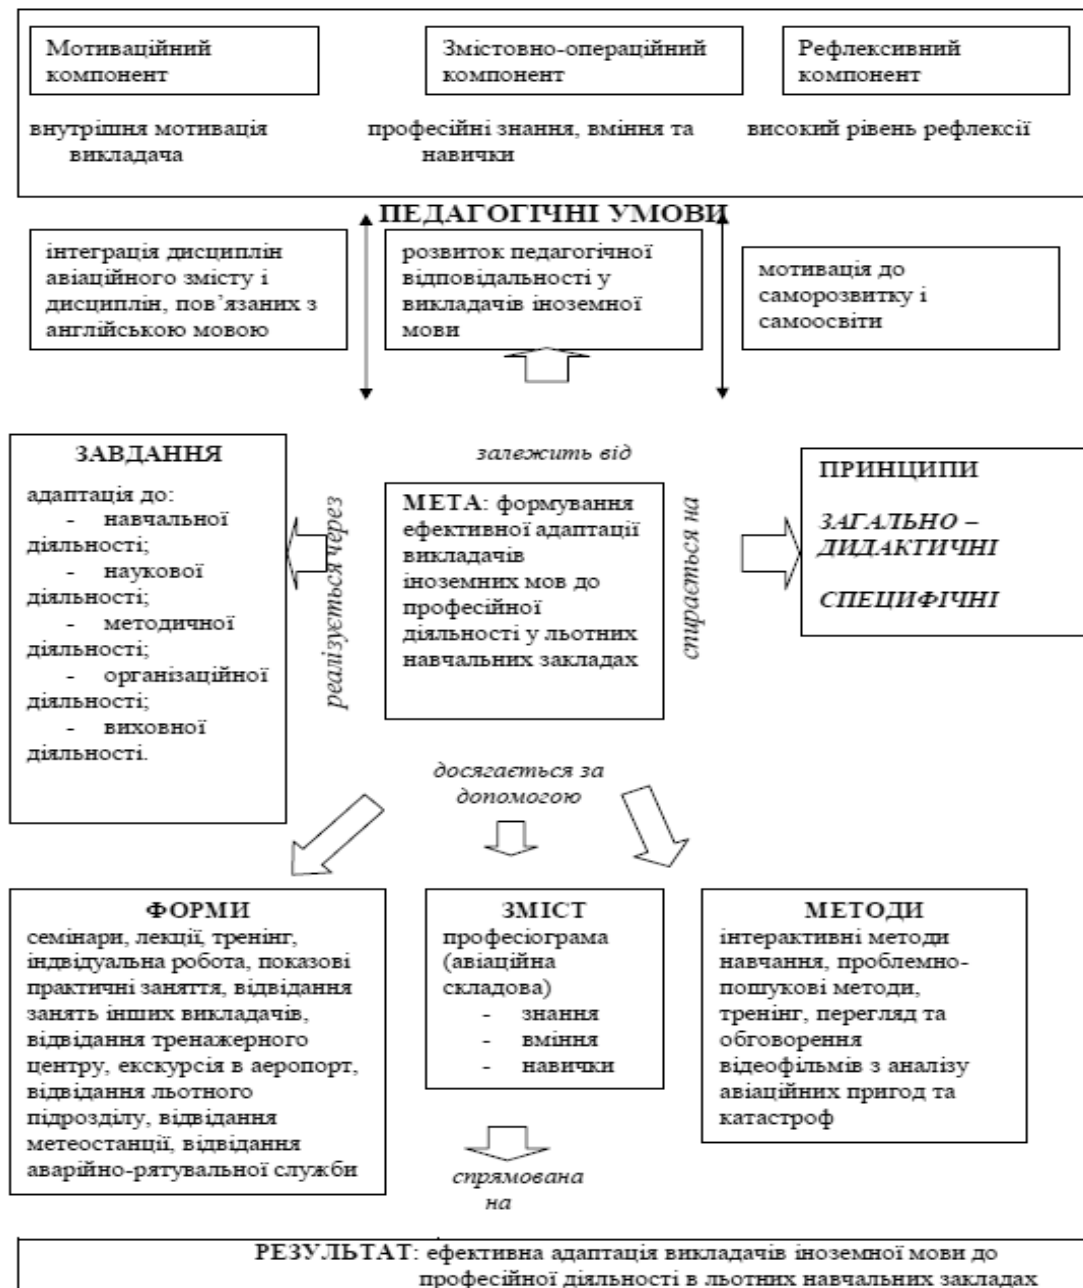 Мотиваційний
компонент
Змістовно-операційний
компонент
Рефлексивний
компонент
внутрішня мотивація
викладача
професійні знання, вміння та
навички
високий рівень рефлексії
ПЕДАГОГІЧНІ УМОВИ
інтеграція дисциплін
авіаційного змісту і
дисциплін, пов’язаних з
англійською мовою
розвиток педагогічної
відповідальності у
викладачів іноземної
мови
мотивація до
саморозвитку і
самоосвіти
ЗАВДАННЯ
адаптація до:
- навчальної
діяльності;
- наукової
діяльності;
- методичної
діяльності;
- організаційної
діяльності;
- виховної
діяльності.
реалізується через
залежить від
МЕТА: формування
ефективної адаптації
викладачів
іноземних мов до
професійної
діяльності у льотних
навчальних закладах
спирається на
ПРИНЦИПИ
ЗАГАЛЬНО –
ДИДАКТИЧНІ
СПЕЦИФІЧНІ
досягається за
допомогою
ФОРМИ
семінари, лекції, тренінг,
індвідуальна робота, показові
практичні заняття, відвідання
занять інших викладачів,
відвідання тренажерного
центру, екскурсія в аеропорт,
відвідання льотного
підрозділу, відвідання
метеостанції, відвідання
аварійно-рятувальної служби
ЗМІСТ
професіограма
(авіаційна
складова)
- знання
- вміння
- навички
МЕТОДИ
інтерактивні методи
навчання, проблемно-
пошукові методи,
тренінг, перегляд та
обговорення
відеофільмів з аналізу
авіаційних пригод та
катастроф
спрямована
на
РЕЗУЛЬТАТ: ефективна адаптація викладачів іноземної мови до
професійної діяльності в льотних навчальних закладах